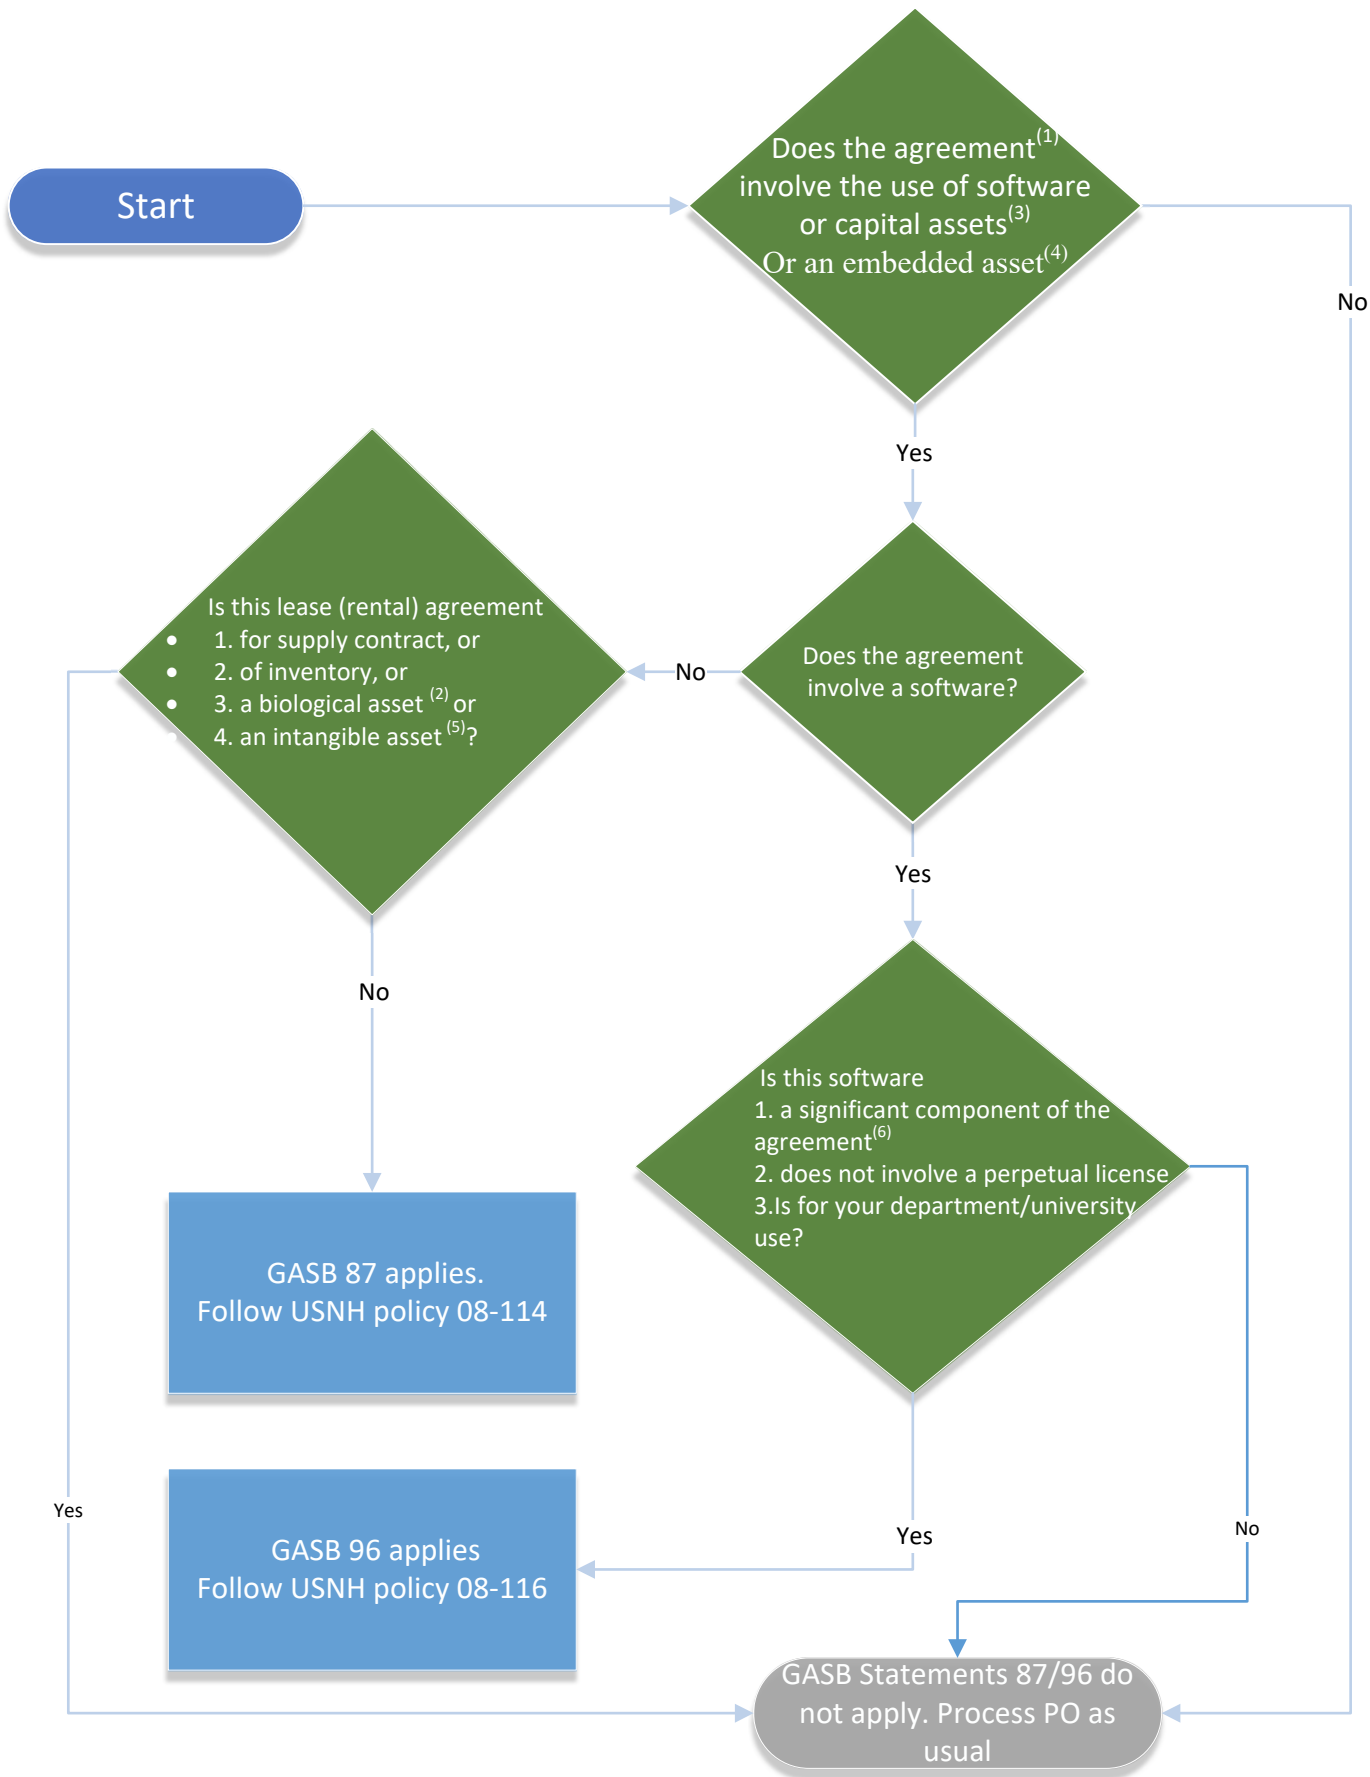 Start
Does the agreement(1)
involve the use of software
or capital assets(3)
Or an embedded asset(4)
No
Yes
Is this lease (rental) agreement
• 1. for supply contract, or
• 2. of inventory, or
• 3. a biological asset (2) or
• 4. an intangible asset (5)?
No
Does the agreement
involve a software?
Yes
No
Is this software
1. a significant component of the
agreement(6)
2. does not involve a perpetual license
3.Is for your department/university
use?
GASB 87 applies.
Follow USNH policy 08-114
Yes
GASB 96 applies
Follow USNH policy 08-116
Yes
No
GASB Statements 87/96 do
not apply. Process PO as
usual